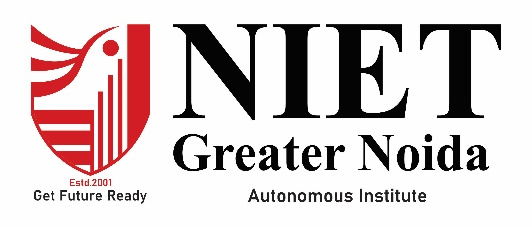 NIET
Greater Noida
Autonomous Institute
Estd.2001
Get Future Ready